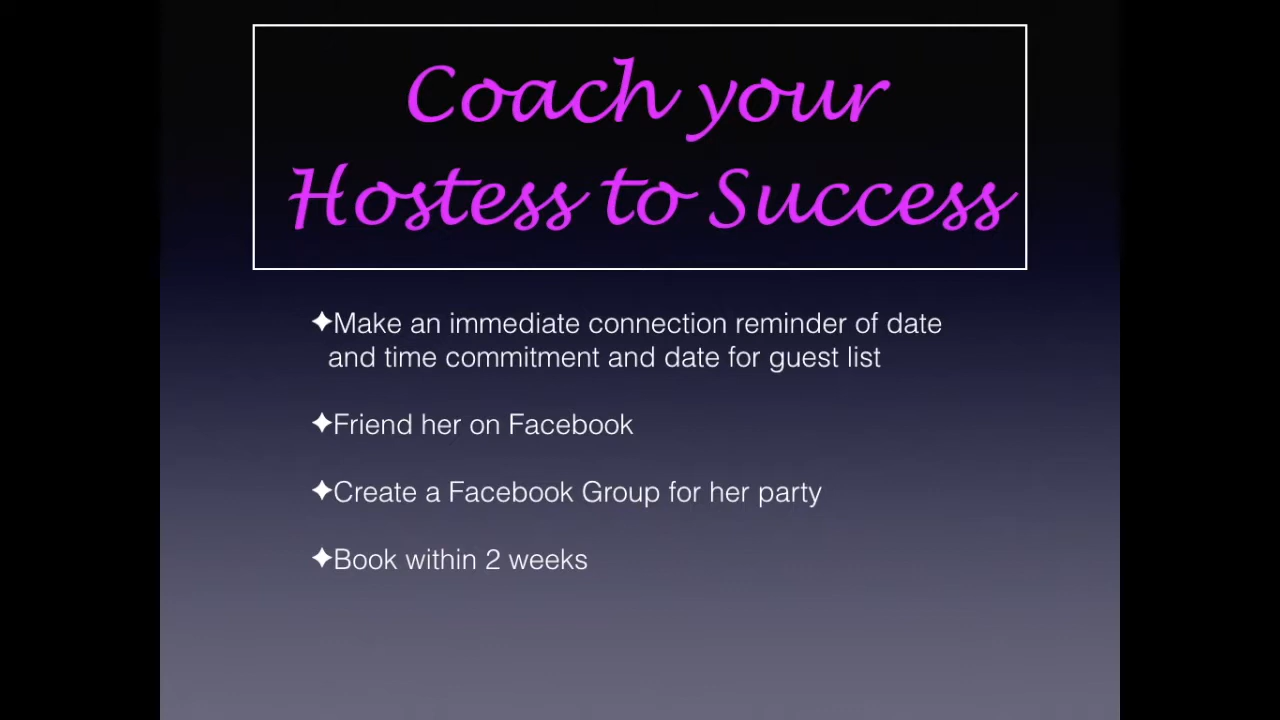 Coach your
Hostess to Success
✦Make an immediate connection reminder of date
and time commitment and date for guest list
✦Friend her on Facebook
✦Create a Facebook Group for her party
✦Book within 2 weeks